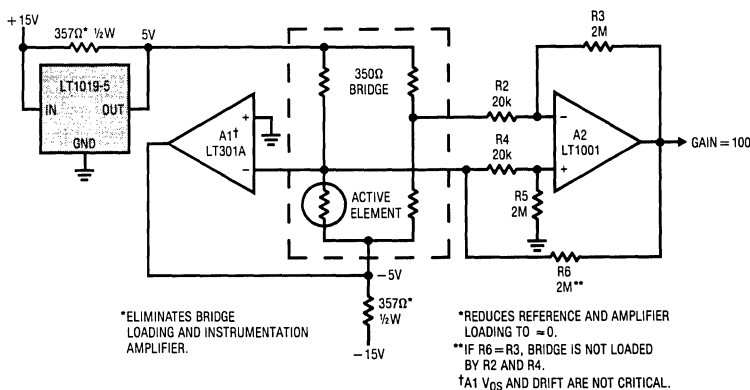 +15V
357Ω* ½W
5V
LT1019-5
IN
OUT
GND
A1†
LT301A
+
−
350Ω
BRIDGE
ACTIVE
ELEMENT
R2
20k
R4
20k
R3
2M
−
+
A2
LT1001
GAIN = 100
R5
2M
R6
2M**
−5V
357Ω*
½W
−15V
*ELIMINATES BRIDGE
LOADING AND INSTRUMENTATION
AMPLIFIER.
*REDUCES REFERENCE AND AMPLIFIER
LOADING TO ≈0.
**IF R6 = R3, BRIDGE IS NOT LOADED
BY R2 AND R4.
†A1 VOS AND DRIFT ARE NOT CRITICAL.